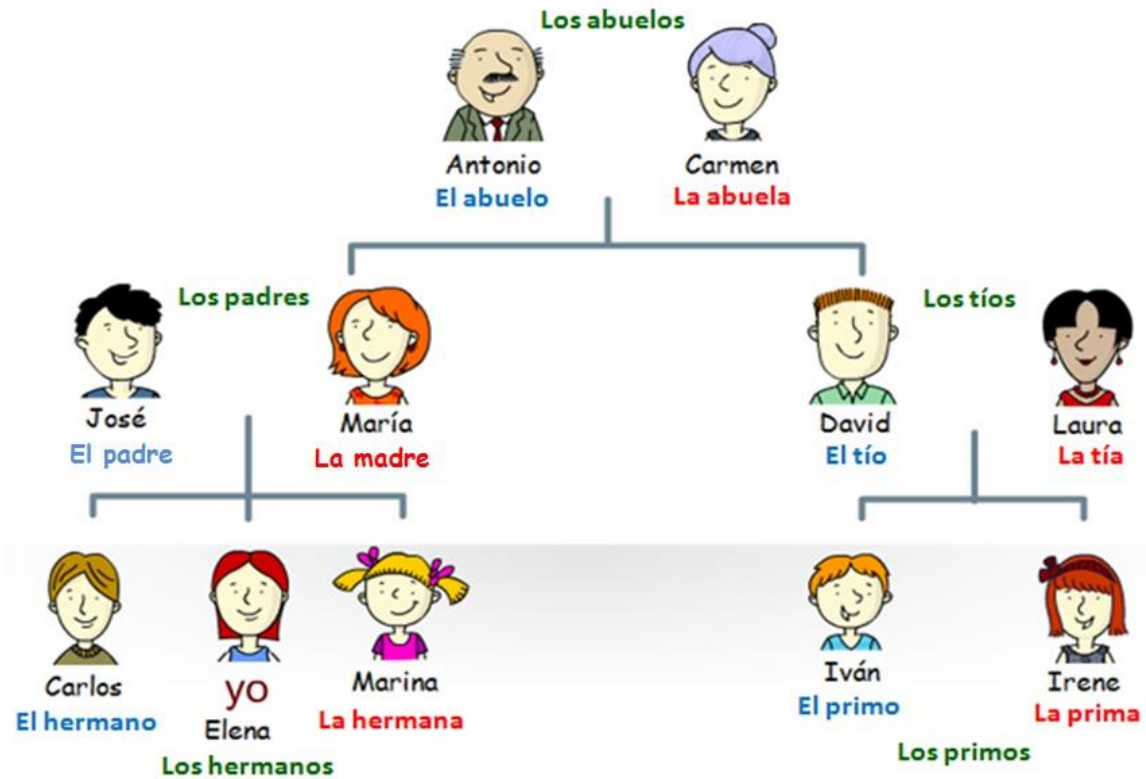 Los abuelos
Antonio Carmen
El abuelo La abuela
Los padres Los tíos
José María David Laura
El padre La madre El tío La tía
Carlos yo Marina Iván Irene
El hermano Elena La hermana El primo La prima
Los hermanos Los primos